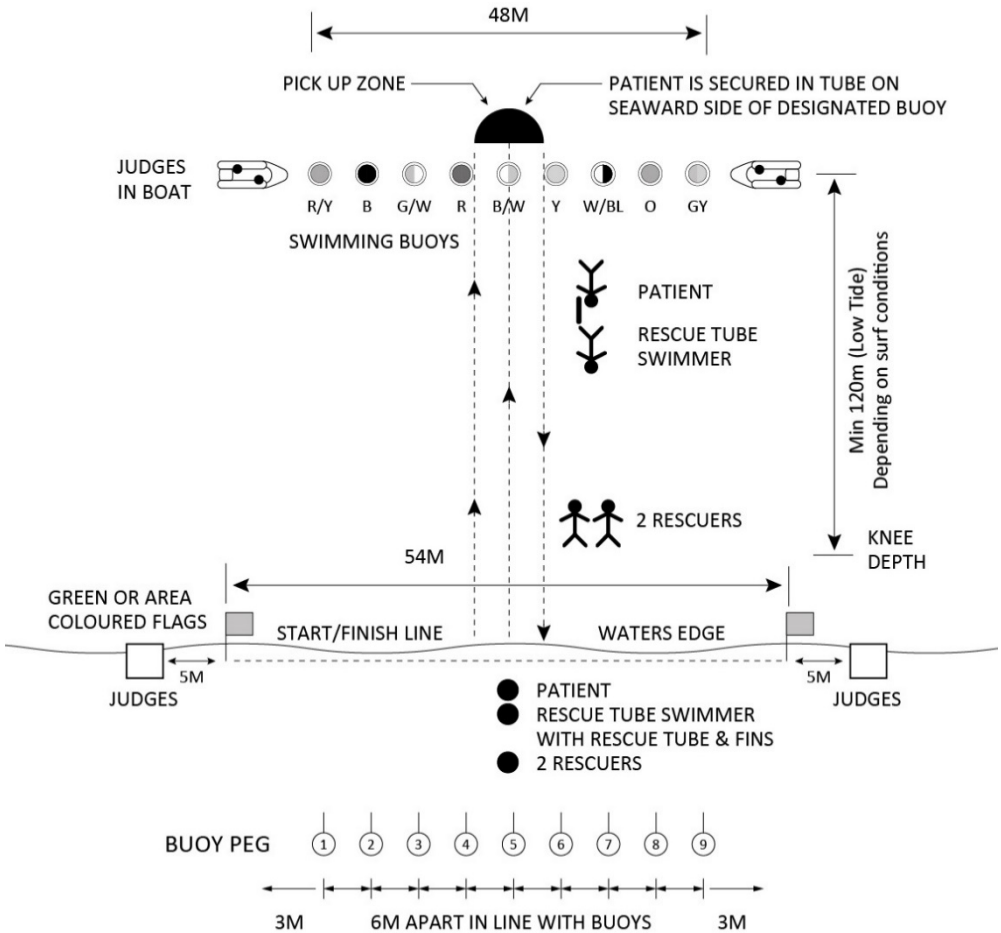 48M
PICK UP ZONE
PATIENT IS SECURED IN TUBE ON
SEAWARD SIDE OF DESIGNATED BUOY
JUDGES
IN BOAT
R/Y B G/W R B/W Y W/BL O GY
SWIMMING BUOYS
PATIENT
RESCUE TUBE
SWIMMER
Min 120m (Low Tide)
Depending on surf conditions
2 RESCUERS
KNEE
DEPTH
54M
GREEN OR AREA
COLOURED FLAGS
START/FINISH LINE
WATERS EDGE
5M
5M
JUDGES
JUDGES
PATIENT
RESCUE TUBE SWIMMER
WITH RESCUE TUBE & FINS
2 RESCUERS
BUOY PEG 1 2 3 4 5 6 7 8 9
3M 6M APART IN LINE WITH BUOYS 3M